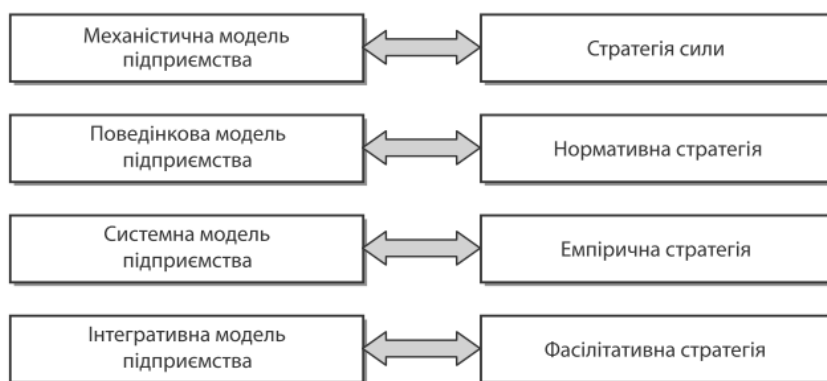 Механістична модель
підприємства
Стратегія сили
Поведінкова модель
підприємства
Нормативна стратегія
Системна модель
підприємства
Емпірична стратегія
Інтегративна модель
підприємства
Фасілітативна стратегія